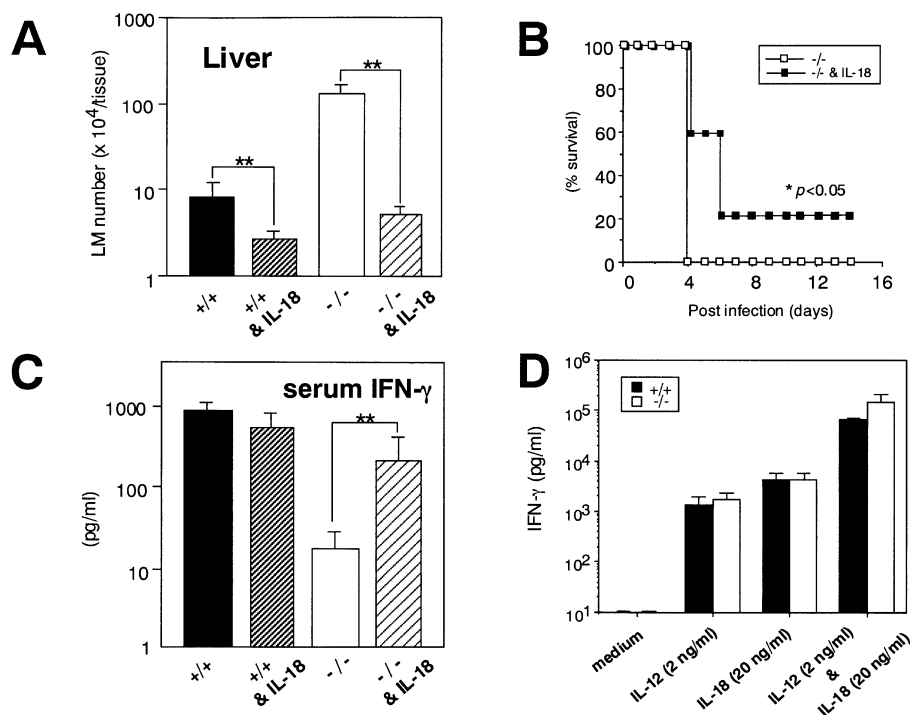 A
1000
100
10
1
LM number (x 10⁴/tissue)
Liver
**
**
+/+
+/+
& IL-18
-/-
-/-
& IL-18
B
100
80
60
40
20
0
(% survival)
-/-
-/- & IL-18
* p<0.05
0 4 8 12 16
Post infection (days)
C
1000
100
10
1
(pg/ml)
serum IFN-γ
**
+/+
+/+
& IL-18
-/-
-/-
& IL-18
D
10⁶
10⁵
10⁴
10³
10²
10¹
IFN-γ (pg/ml)
+/+
-/-
medium
IL-12 (2 ng/ml)
IL-18 (20 ng/ml)
IL-12 (2 ng/ml)
&
IL-18 (20 ng/ml)